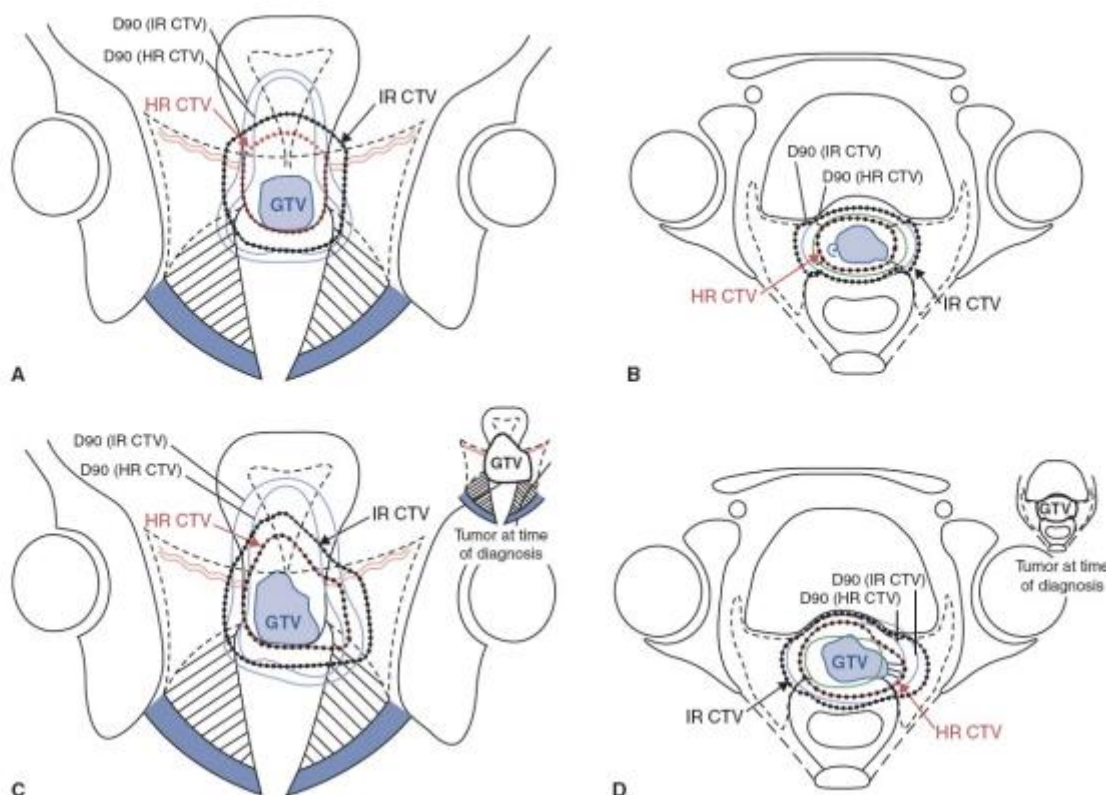 D90 (IR CTV)
D90 (HR CTV)
HR CTV
IR CTV
GTV
A
D90 (IR CTV)
D90 (HR CTV)
HR CTV
IR CTV
B
D90 (IR CTV)
D90 (HR CTV)
HR CTV
IR CTV
GTV
GTV
Tumor at time
of diagnosis
C
D90 (IR CTV)
D90 (HR CTV)
GTV
IR CTV
HR CTV
GTV
Tumor at time
of diagnosis
D